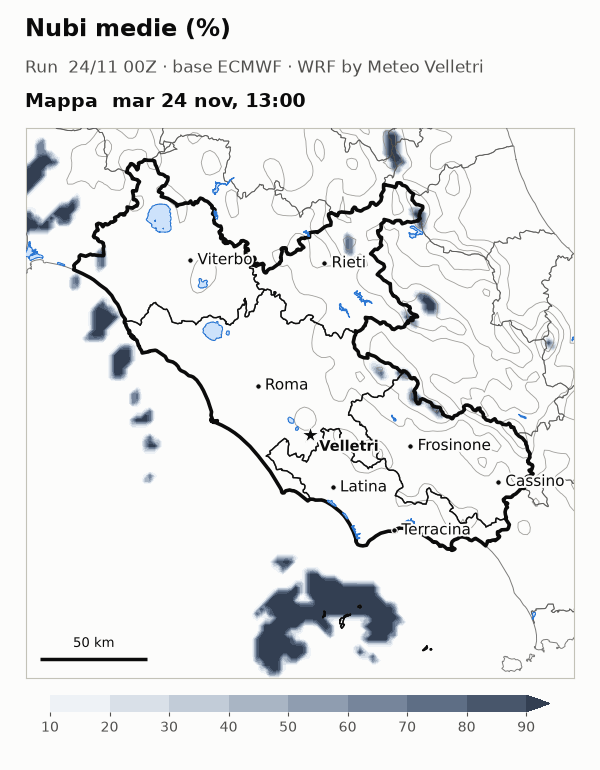 Nubi medie (%)
Run  24/11 00Z · base ECMWF · WRF by Meteo Velletri
Mappa  mar 24 nov, 13:00
Viterbo
Rieti
Roma
Velletri
Frosinone
Cassino
Latina
Terracina
50 km
10 20 30 40 50 60 70 80 90